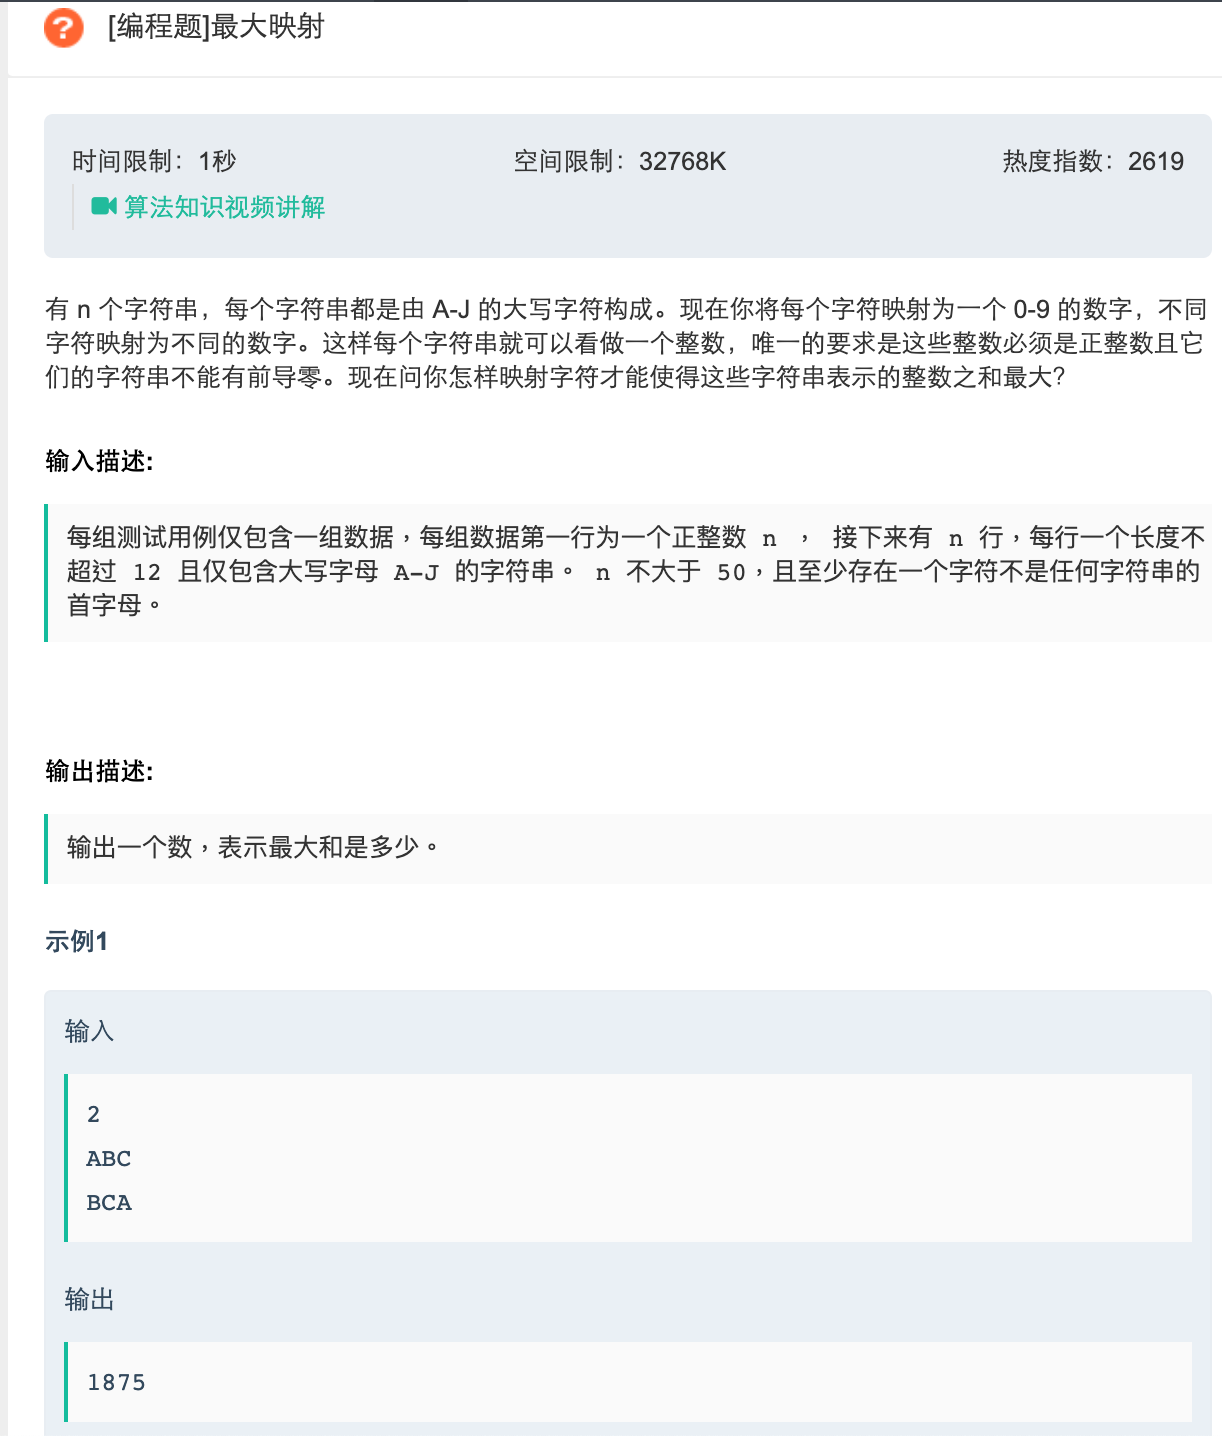 [编程题]最大映射
时间限制：1秒 空间限制：32768K 热度指数：2619
算法知识视频讲解
有 n 个字符串，每个字符串都是由 A-J 的大写字符构成。现在你将每个字符映射为一个 0-9 的数字，不同
字符映射为不同的数字。这样每个字符串就可以看做一个整数，唯一的要求是这些整数必须是正整数且它
们的字符串不能有前导零。现在问你怎样映射字符才能使得这些字符串表示的整数之和最大？
输入描述:
每组测试用例仅包含一组数据，每组数据第一行为一个正整数 n ， 接下来有 n 行，每行一个长度不
超过 12 且仅包含大写字母 A-J 的字符串。 n 不大于 50，且至少存在一个字符不是任何字符串的
首字母。
输出描述:
输出一个数，表示最大和是多少。
示例1
输入
2
ABC
BCA
输出
1875